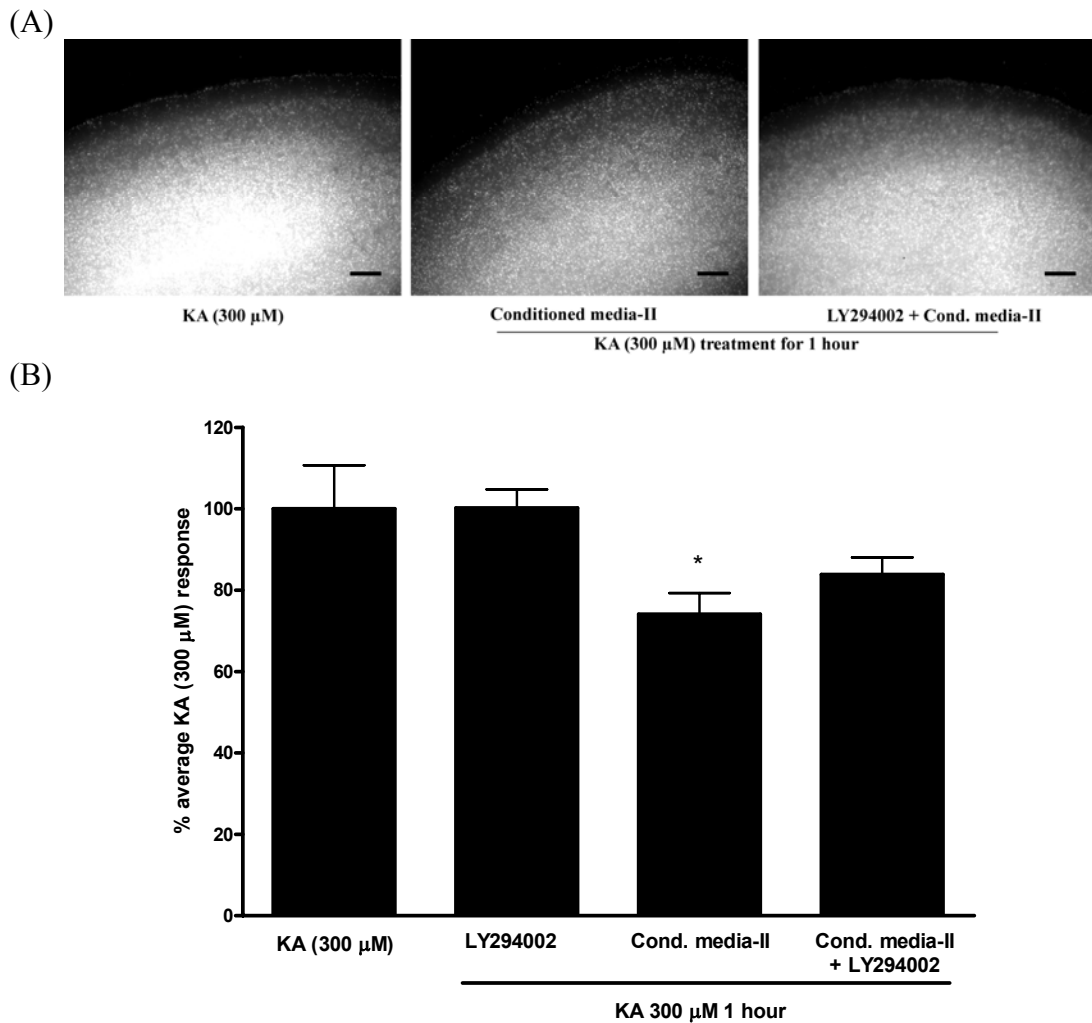 (A)
KA (300 µM)
Conditioned media-II
LY294002 + Cond. media-II
KA (300 µM) treatment for 1 hour
(B)
% average KA (300 µM) response
120
100
80
60
40
20
0
*
KA (300 µM)
LY294002
Cond. media-II
Cond. media-II
+ LY294002
KA 300 µM 1 hour